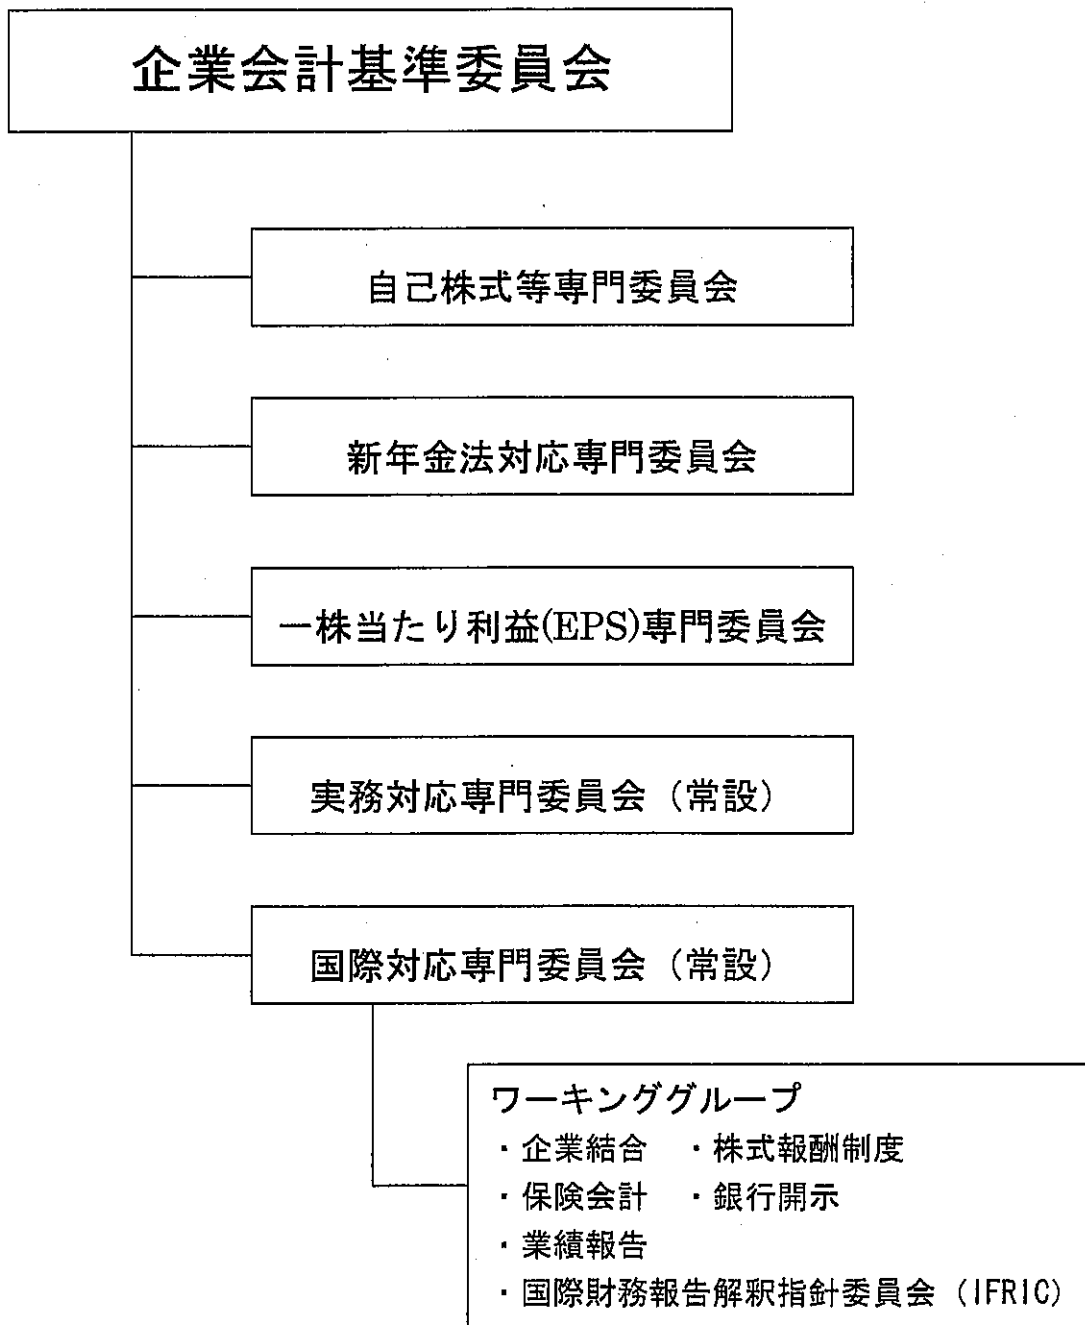 企業会計基準委員会
自己株式等専門委員会
新年金法対応専門委員会
一株当たり利益(EPS)専門委員会
実務対応専門委員会（常設）
国際対応専門委員会（常設）
ワーキンググループ
・企業結合　・株式報酬制度
・保険会計　・銀行開示
・業績報告
・国際財務報告解釈指針委員会（IFRIC）